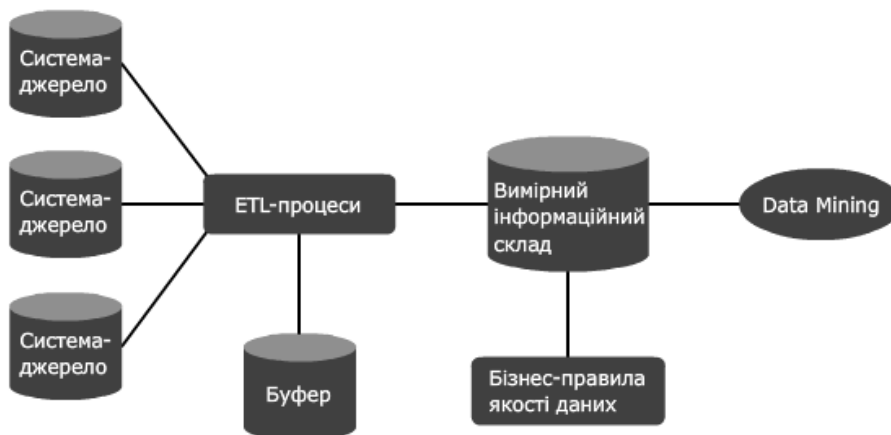 Система-
джерело
Система-
джерело
Система-
джерело
ETL-процеси
Буфер
Вимірний
інформаційний
склад
Бізнес-правила
якості даних
Data Mining